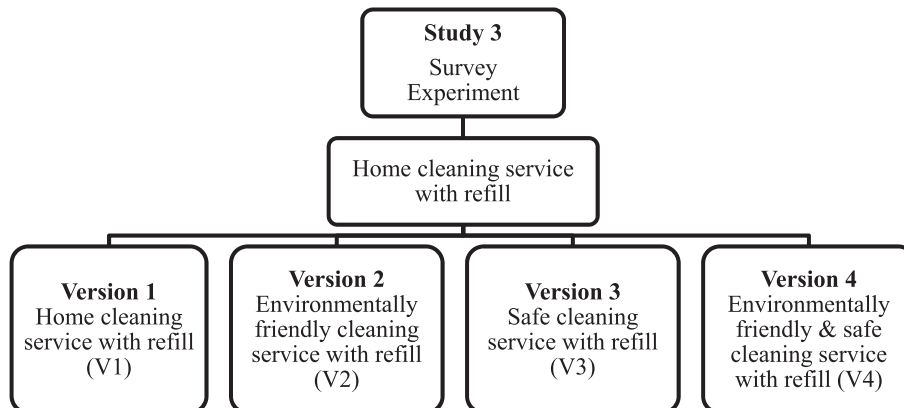 Study 3
Survey
Experiment
Home cleaning service
with refill
Version 1
Home cleaning
service with refill
(V1)
Version 2
Environmentally
friendly cleaning
service with refill
(V2)
Version 3
Safe cleaning
service with refill
(V3)
Version 4
Environmentally
friendly & safe
cleaning service
with refill (V4)